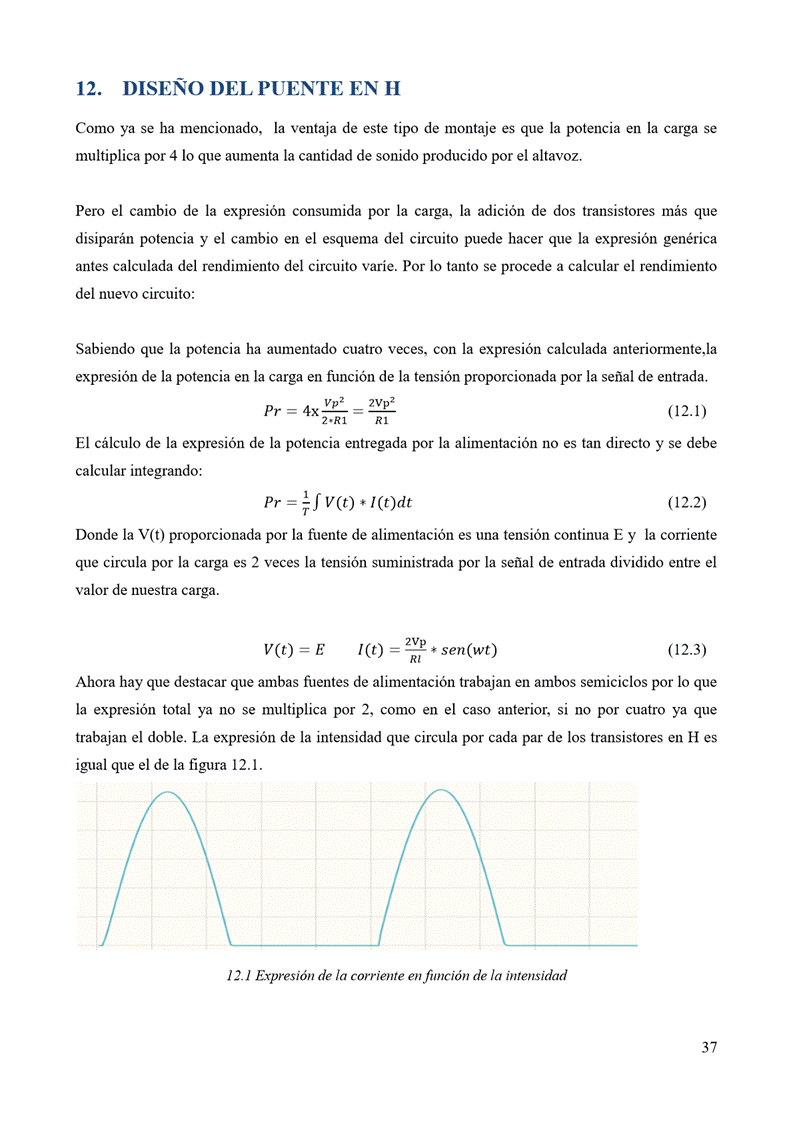 12. DISEÑO DEL PUENTE EN H
Como ya se ha mencionado, la ventaja de este tipo de montaje es que la potencia en la carga se
multiplica por 4 lo que aumenta la cantidad de sonido producido por el altavoz.
Pero el cambio de la expresión consumida por la carga, la adición de dos transistores más que
disiparán potencia y el cambio en el esquema del circuito puede hacer que la expresión genérica
antes calculada del rendimiento del circuito varíe. Por lo tanto se procede a calcular el rendimiento
del nuevo circuito:
Sabiendo que la potencia ha aumentado cuatro veces, con la expresión calculada anteriormente,la
expresión de la potencia en la carga en función de la tensión proporcionada por la señal de entrada.
Pr = 4x Vp²/2∗R1 = 2Vp²/R1 (12.1)
El cálculo de la expresión de la potencia entregada por la alimentación no es tan directo y se debe
calcular integrando:
Pr = 1/T ∫ V(t) ∗ I(t)dt (12.2)
Donde la V(t) proporcionada por la fuente de alimentación es una tensión continua E y la corriente
que circula por la carga es 2 veces la tensión suministrada por la señal de entrada dividido entre el
valor de nuestra carga.
V(t) = E I(t) = 2Vp/Rl ∗ sen(wt) (12.3)
Ahora hay que destacar que ambas fuentes de alimentación trabajan en ambos semiciclos por lo que
la expresión total ya no se multiplica por 2, como en el caso anterior, si no por cuatro ya que
trabajan el doble. La expresión de la intensidad que circula por cada par de los transistores en H es
igual que el de la figura 12.1.
12.1 Expresión de la corriente en función de la intensidad
37